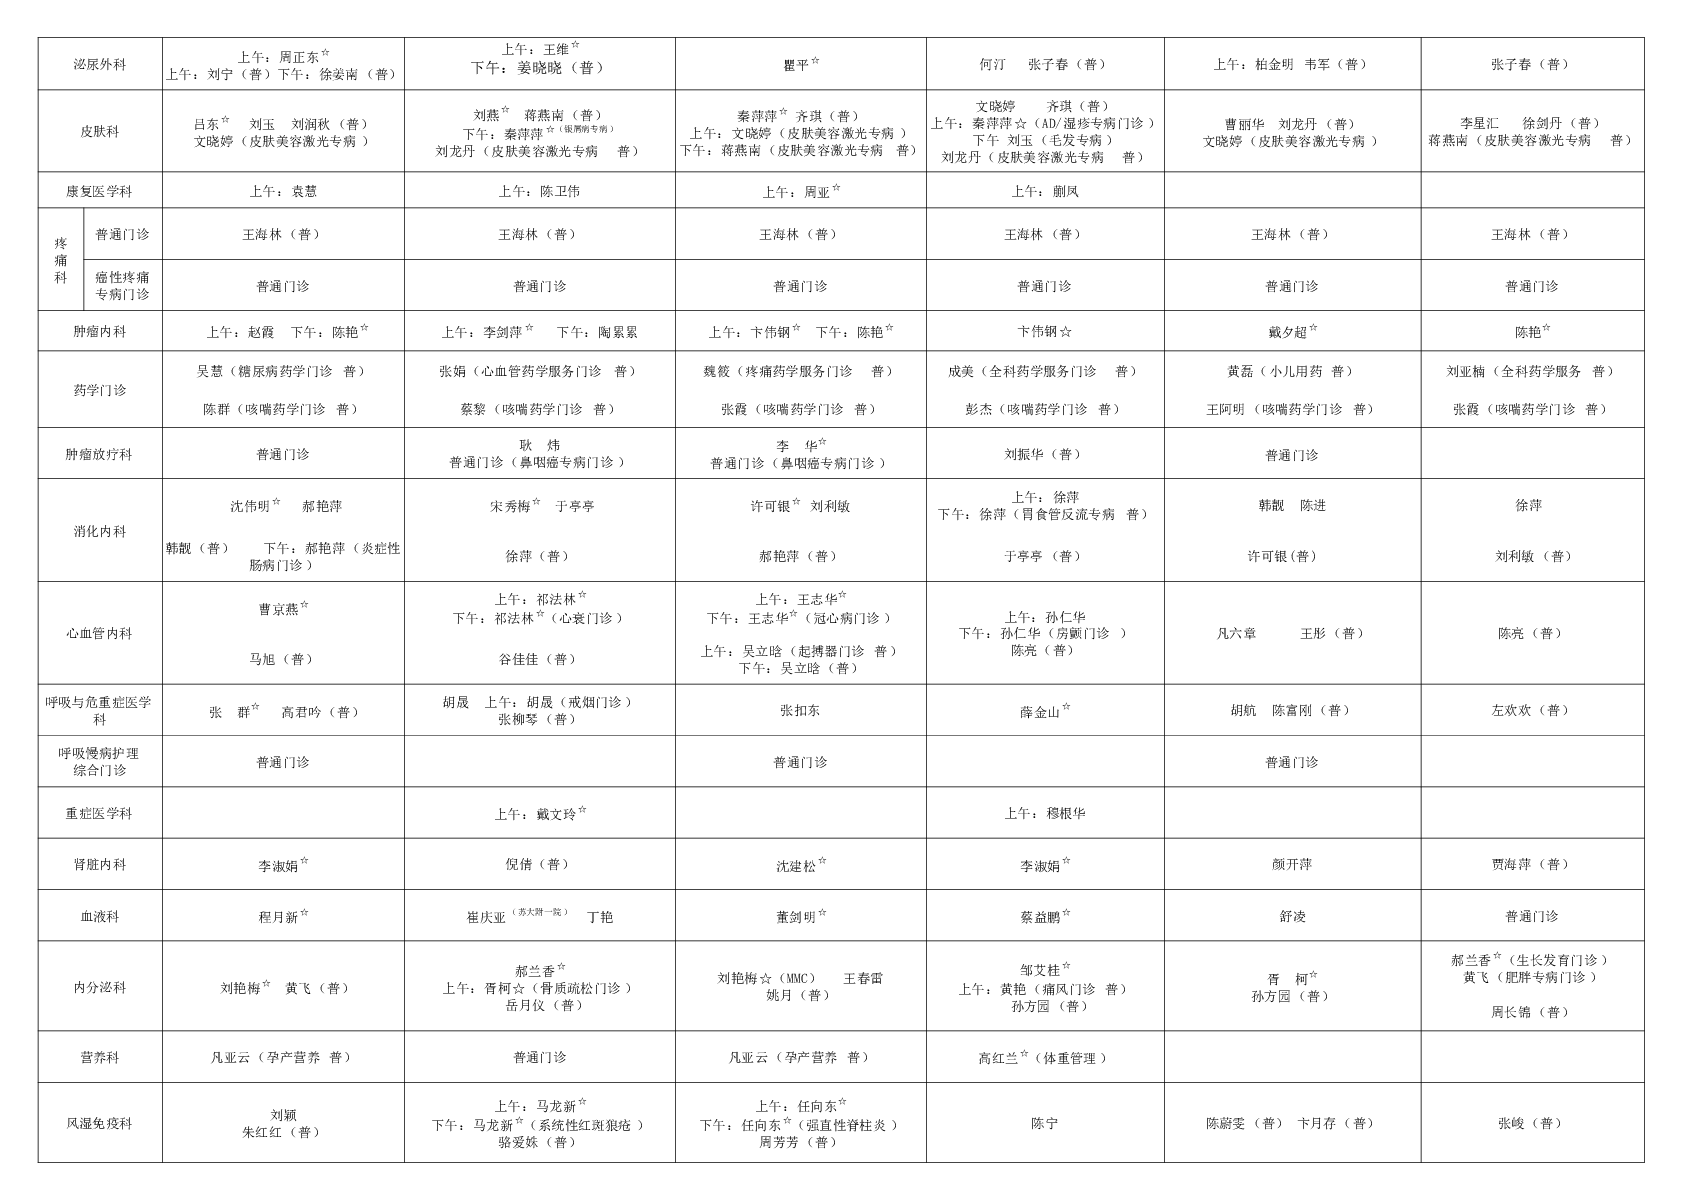 泌尿外科
上午：周正东☆
上午：刘宁（普）下午：徐姜南（普）
上午：王维☆
下午：姜晓晓（普）
瞿平☆
何汀 张子春（普）
上午：柏金明 韦军（普）
张子春（普）
皮肤科
吕东☆ 刘玉 刘润秋（普）
文晓婷（皮肤美容激光专病）
刘燕☆ 蒋燕南（普）
下午：秦萍萍☆（银屑病专病）
刘龙丹（皮肤美容激光专病 普）
秦萍萍☆ 齐琪（普）
上午：文晓婷（皮肤美容激光专病）
下午：蒋燕南（皮肤美容激光专病 普）
文晓婷 齐琪（普）
上午：秦萍萍☆（AD/湿疹专病门诊）
下午 刘玉（毛发专病）
刘龙丹（皮肤美容激光专病 普）
曹丽华 刘龙丹（普）
文晓婷（皮肤美容激光专病）
李星汇 徐剑丹（普）
蒋燕南（皮肤美容激光专病 普）
康复医学科
上午：袁慧
上午：陈卫伟
上午：周亚☆
上午：蒯凤
疼痛科
普通门诊
王海林（普）
王海林（普）
王海林（普）
王海林（普）
王海林（普）
王海林（普）
癌性疼痛
专病门诊
普通门诊
普通门诊
普通门诊
普通门诊
普通门诊
普通门诊
肿瘤内科
上午：赵霞 下午：陈艳☆
上午：李剑萍☆ 下午：陶累累
上午：卞伟钢☆ 下午：陈艳☆
卞伟钢☆
戴夕超☆
陈艳☆
药学门诊
吴慧（糖尿病药学门诊 普）
陈群（咳喘药学门诊 普）
张娟（心血管药学服务门诊 普）
蔡黎（咳喘药学门诊 普）
魏筱（疼痛药学服务门诊 普）
张霞（咳喘药学门诊 普）
成美（全科药学服务门诊 普）
彭杰（咳喘药学门诊 普）
黄磊（小儿用药 普）
王阿明（咳喘药学门诊 普）
刘亚楠（全科药学服务 普）
张霞（咳喘药学门诊 普）
肿瘤放疗科
普通门诊
耿 炜
普通门诊（鼻咽癌专病门诊）
李 华☆
普通门诊（鼻咽癌专病门诊）
刘振华（普）
普通门诊
消化内科
沈伟明☆ 郝艳萍
韩靓（普） 下午：郝艳萍（炎症性
肠病门诊）
宋秀梅☆ 于亭亭
徐萍（普）
许可银☆ 刘利敏
郝艳萍（普）
上午：徐萍
下午：徐萍（胃食管反流专病 普）
于亭亭（普）
韩靓 陈进
许可银(普）
徐萍
刘利敏（普）
心血管内科
曹京燕☆
马旭（普）
上午：祁法林☆
下午：祁法林☆（心衰门诊）
谷佳佳（普）
上午：王志华☆
下午：王志华☆（冠心病门诊）
上午：吴立晗（起搏器门诊 普）
下午：吴立晗（普）
上午：孙仁华
下午：孙仁华（房颤门诊 ）
陈亮（普）
凡六章 王彤（普）
陈亮（普）
呼吸与危重症医学
科
张 群☆ 高君吟（普）
胡晟 上午：胡晟（戒烟门诊）
张柳琴（普）
张扣东
薛金山☆
胡航 陈富刚（普）
左欢欢（普）
呼吸慢病护理
综合门诊
普通门诊
普通门诊
普通门诊
重症医学科
上午：戴文玲☆
上午：穆根华
肾脏内科
李淑娟☆
倪倩（普）
沈建松☆
李淑娟☆
颜开萍
贾海萍（普）
血液科
程月新☆
崔庆亚（苏大附一院） 丁艳
董剑明☆
蔡益鹏☆
舒凌
普通门诊
内分泌科
刘艳梅☆ 黄飞（普）
郝兰香☆
上午：胥柯☆（骨质疏松门诊）
岳月仪（普）
刘艳梅☆（MMC） 王春雷
姚月（普）
邹艾桂☆
上午：黄艳（痛风门诊 普）
孙方园（普）
胥 柯☆
孙方园（普）
郝兰香☆（生长发育门诊）
黄飞（肥胖专病门诊）
周长锦（普）
营养科
凡亚云（孕产营养 普）
普通门诊
凡亚云（孕产营养 普）
高红兰☆（体重管理）
风湿免疫科
刘颖
朱红红（普）
上午：马龙新☆
下午：马龙新☆（系统性红斑狼疮）
骆爱姝（普）
上午：任向东☆
下午：任向东☆（强直性脊柱炎）
周芳芳（普）
陈宁
陈蔚雯（普） 卞月存（普）
张峻（普）